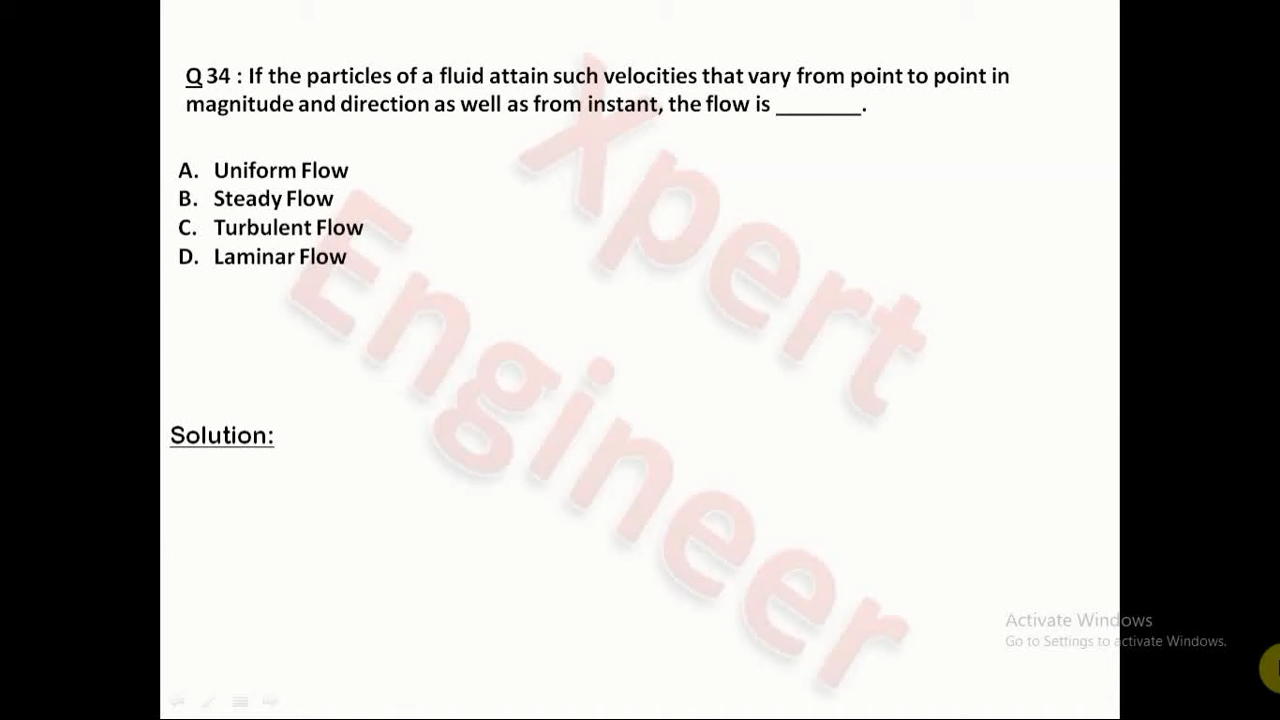 Q 34 : If the particles of a fluid attain such velocities that vary from point to point in
magnitude and direction as well as from instant, the flow is _______.
A. Uniform Flow
B. Steady Flow
C. Turbulent Flow
D. Laminar Flow
Xpert
Engineer
Solution:
Activate Windows
Go to Settings to activate Windows.